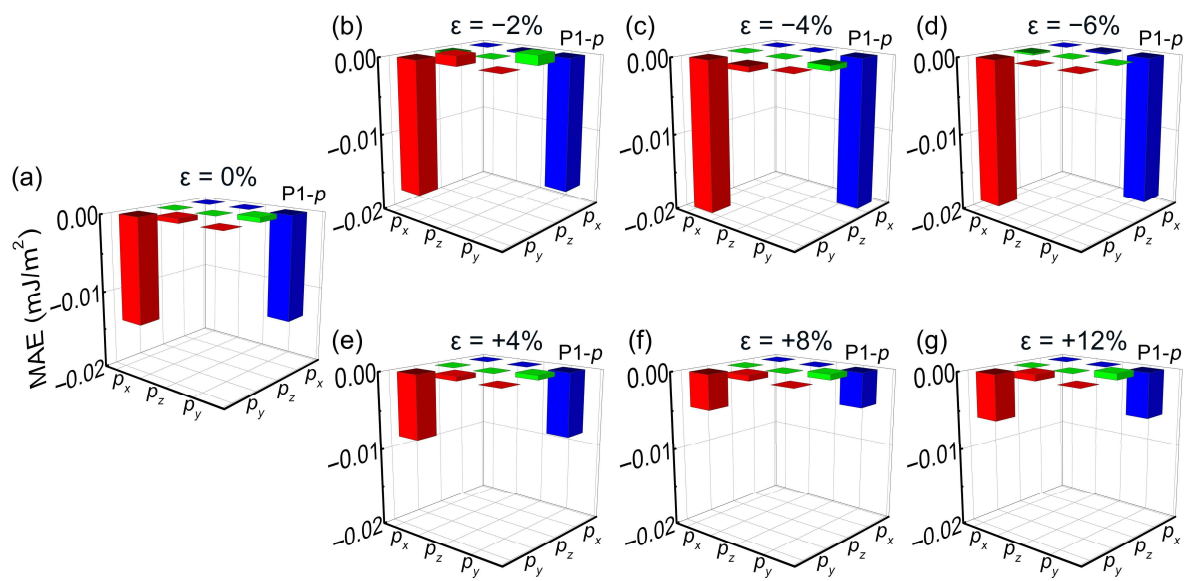 (a)
ε = 0%
P1-p
0.00
−0.01
−0.02
MAE (mJ/m²)
px pz py
py pz px
(b)
ε = −2%
P1-p
0.00
−0.01
−0.02
px pz py
py pz px
(c)
ε = −4%
P1-p
0.00
−0.01
−0.02
px pz py
py pz px
(d)
ε = −6%
P1-p
0.00
−0.01
−0.02
px pz py
py pz px
(e)
ε = +4%
P1-p
0.00
−0.01
−0.02
px pz py
py pz px
(f)
ε = +8%
P1-p
0.00
−0.01
−0.02
px pz py
py pz px
(g)
ε = +12%
P1-p
0.00
−0.01
−0.02
px pz py
py pz px